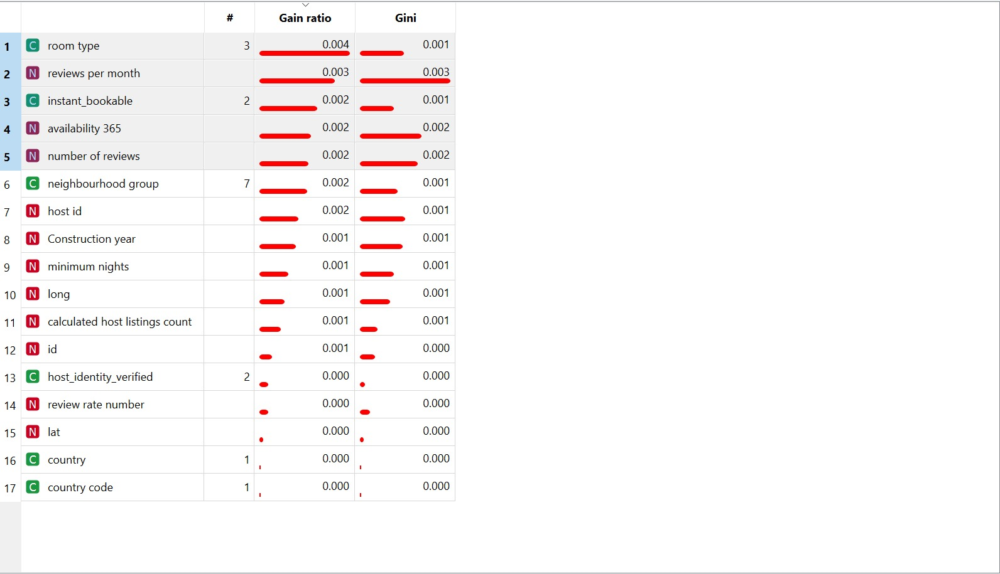 # Gain ratio Gini
1 C room type 3 0.004 0.001
2 N reviews per month 0.003 0.003
3 C instant_bookable 2 0.002 0.001
4 N availability 365 0.002 0.002
5 N number of reviews 0.002 0.002
6 C neighbourhood group 7 0.002 0.001
7 N host id 0.002 0.001
8 N Construction year 0.001 0.001
9 N minimum nights 0.001 0.001
10 N long 0.001 0.001
11 N calculated host listings count 0.001 0.001
12 N id 0.001 0.000
13 C host_identity_verified 2 0.000 0.000
14 N review rate number 0.000 0.000
15 N lat 0.000 0.000
16 C country 1 0.000 0.000
17 C country code 1 0.000 0.000